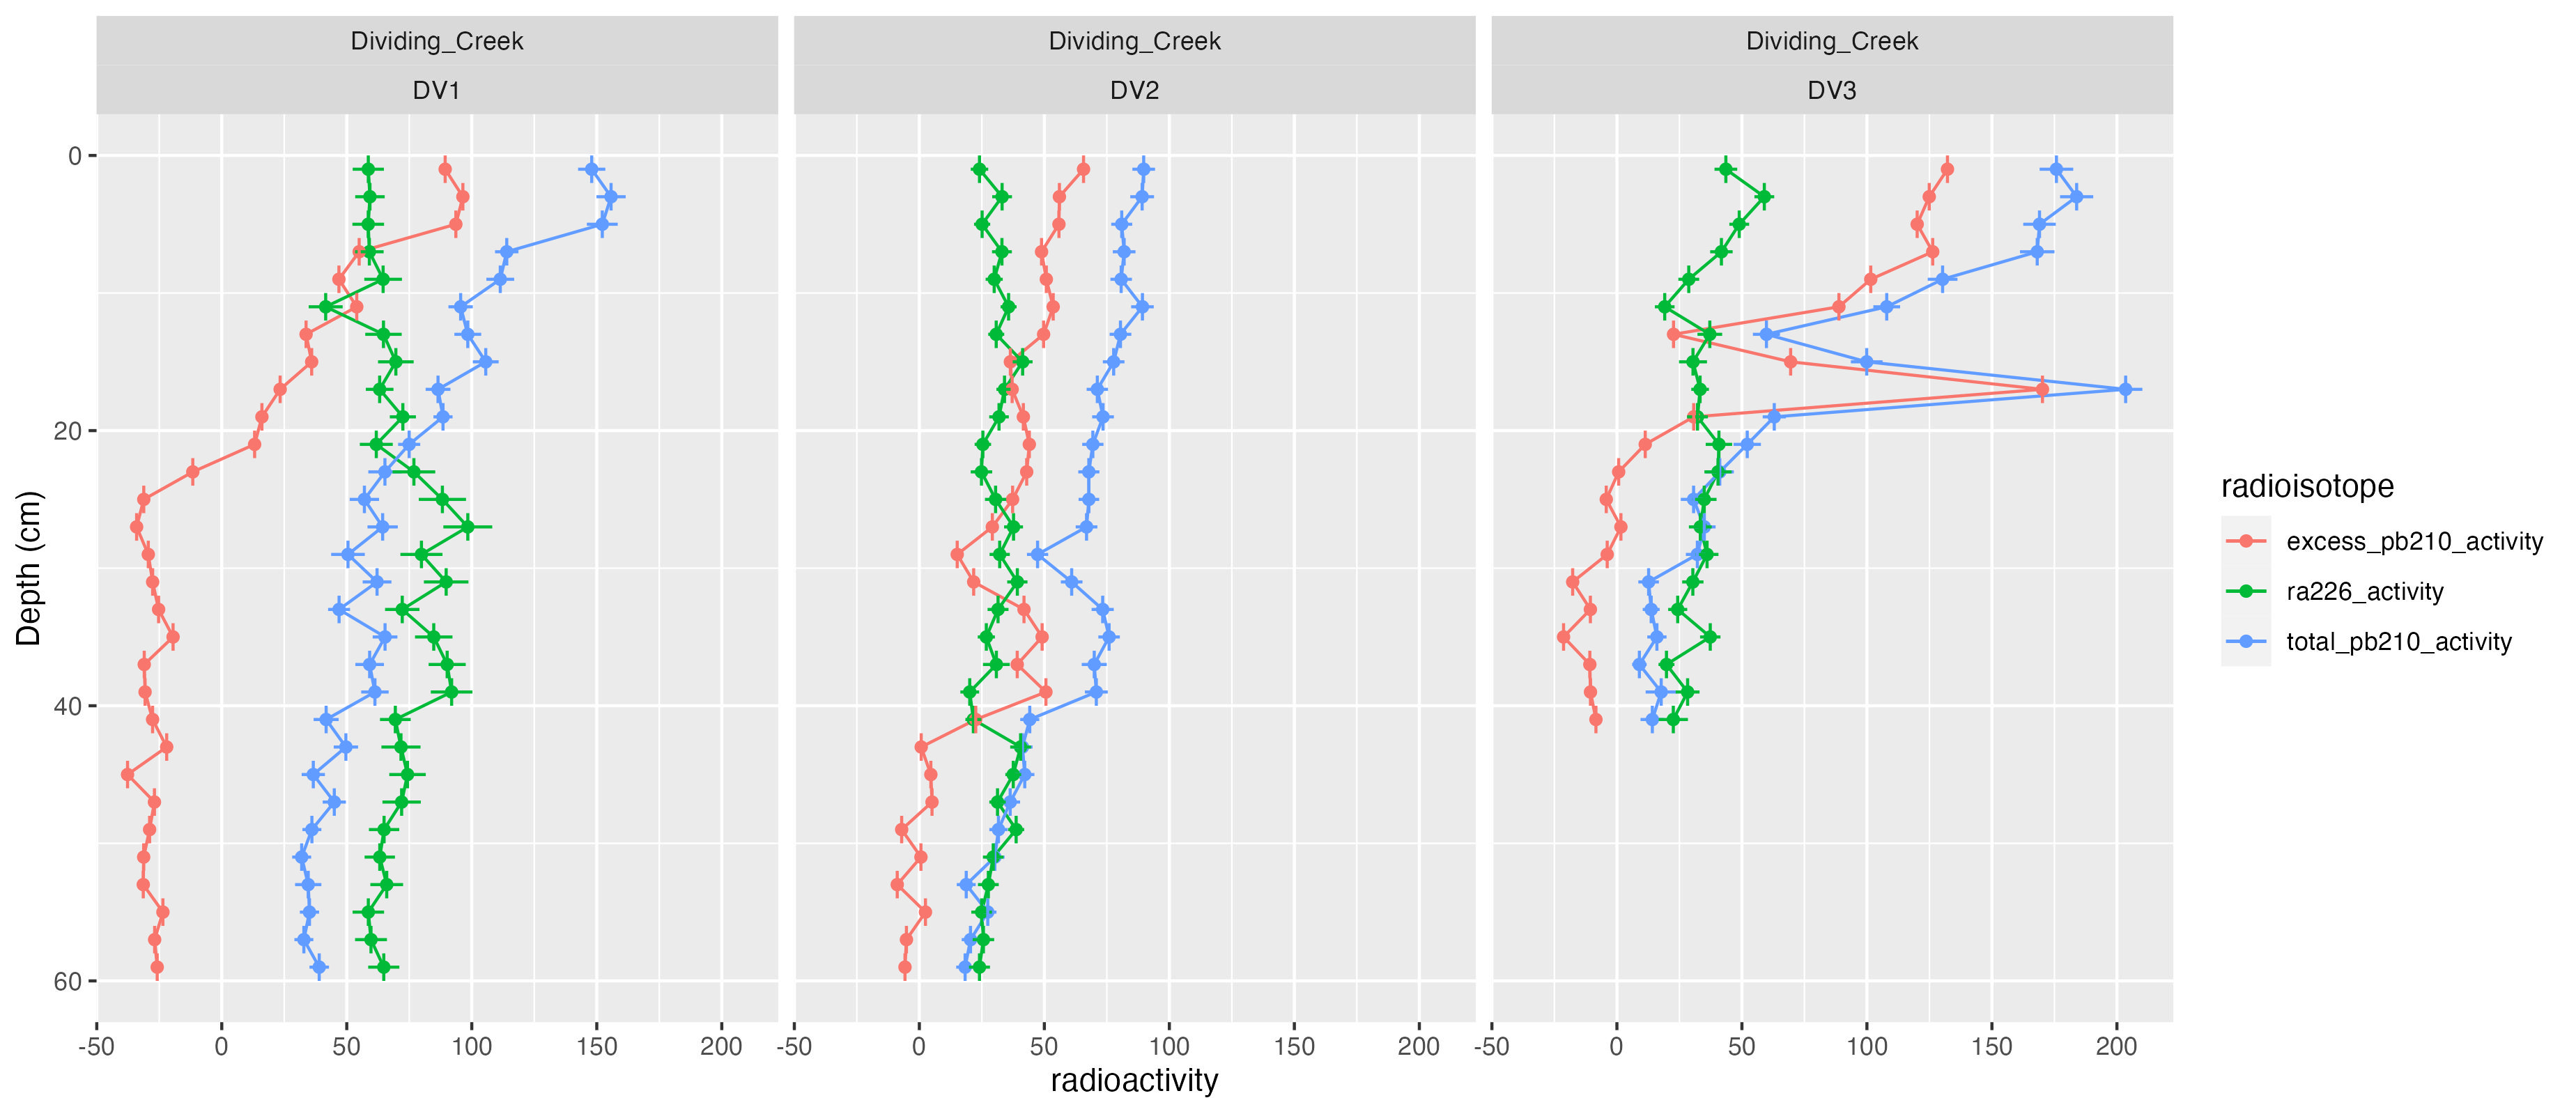 Dividing_Creek Dividing_Creek Dividing_Creek
DV1 DV2 DV3
0
20
40
60
Depth (cm)
-50 0 50 100 150 200 -50 0 50 100 150 200 -50 0 50 100 150 200
radioactivity
radioisotope
excess_pb210_activity
ra226_activity
total_pb210_activity